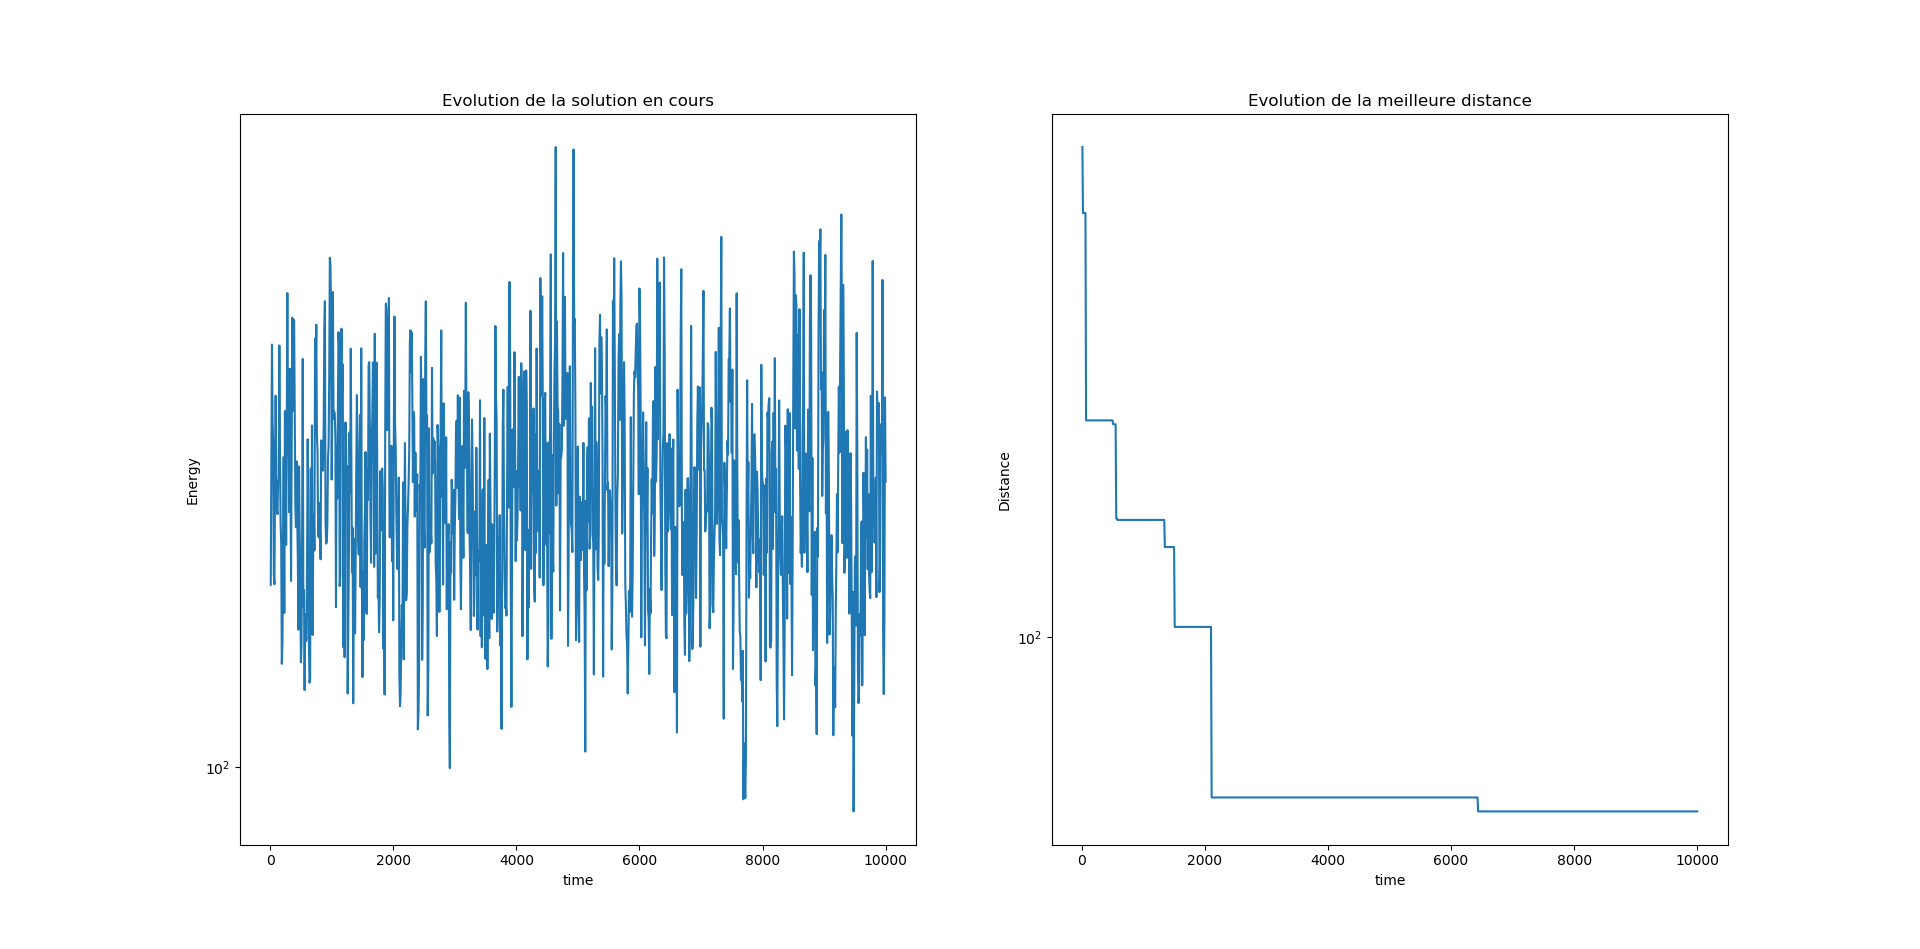 Evolution de la solution en cours
Energy
10²
0 2000 4000 6000 8000 10000
time
Evolution de la meilleure distance
Distance
10²
0 2000 4000 6000 8000 10000
time